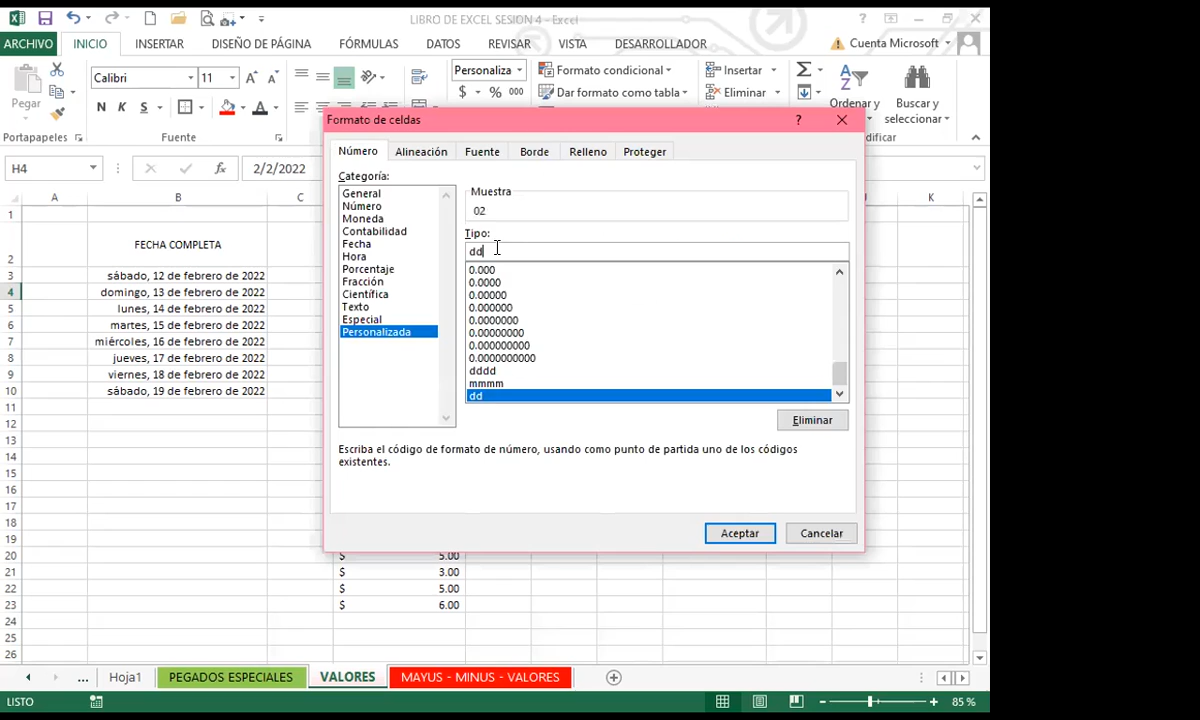 LIBRO DE EXCEL SESION 4 - Excel
ARCHIVO INICIO INSERTAR DISEÑO DE PÁGINA FÓRMULAS DATOS REVISAR VISTA DESARROLLADOR Cuenta Microsoft
Calibri 11 Personaliza Formato condicional Insertar
Pegar N K S A $ % 000 Dar formato como tabla Eliminar Ordenar y Buscar y
seleccionar
Portapapeles Fuente
Formato de celdas
Número Alineación Fuente Borde Relleno Proteger
H4 fx 2/2/2022
Categoría:
General
Número
Moneda
Contabilidad
Fecha
Hora
Porcentaje
Fracción
Científica
Texto
Especial
Personalizada
Muestra
02
Tipo:
dd
0.000
0.0000
0.00000
0.000000
0.0000000
0.00000000
0.000000000
0.0000000000
dddd
mmmm
dd
Eliminar
Escriba el código de formato de número, usando como punto de partida uno de los códigos
existentes.
Aceptar Cancelar
A B C K
1
2 FECHA COMPLETA
3 sábado, 12 de febrero de 2022
4 domingo, 13 de febrero de 2022
5 lunes, 14 de febrero de 2022
6 martes, 15 de febrero de 2022
7 miércoles, 16 de febrero de 2022
8 jueves, 17 de febrero de 2022
9 viernes, 18 de febrero de 2022
10 sábado, 19 de febrero de 2022
11
12
13
14
15
16
17
18
19
20 $ 5.00
21 $ 3.00
22 $ 5.00
23 $ 6.00
24
25
26
... Hoja1 PEGADOS ESPECIALES VALORES MAYUS - MINUS - VALORES
LISTO 85 %